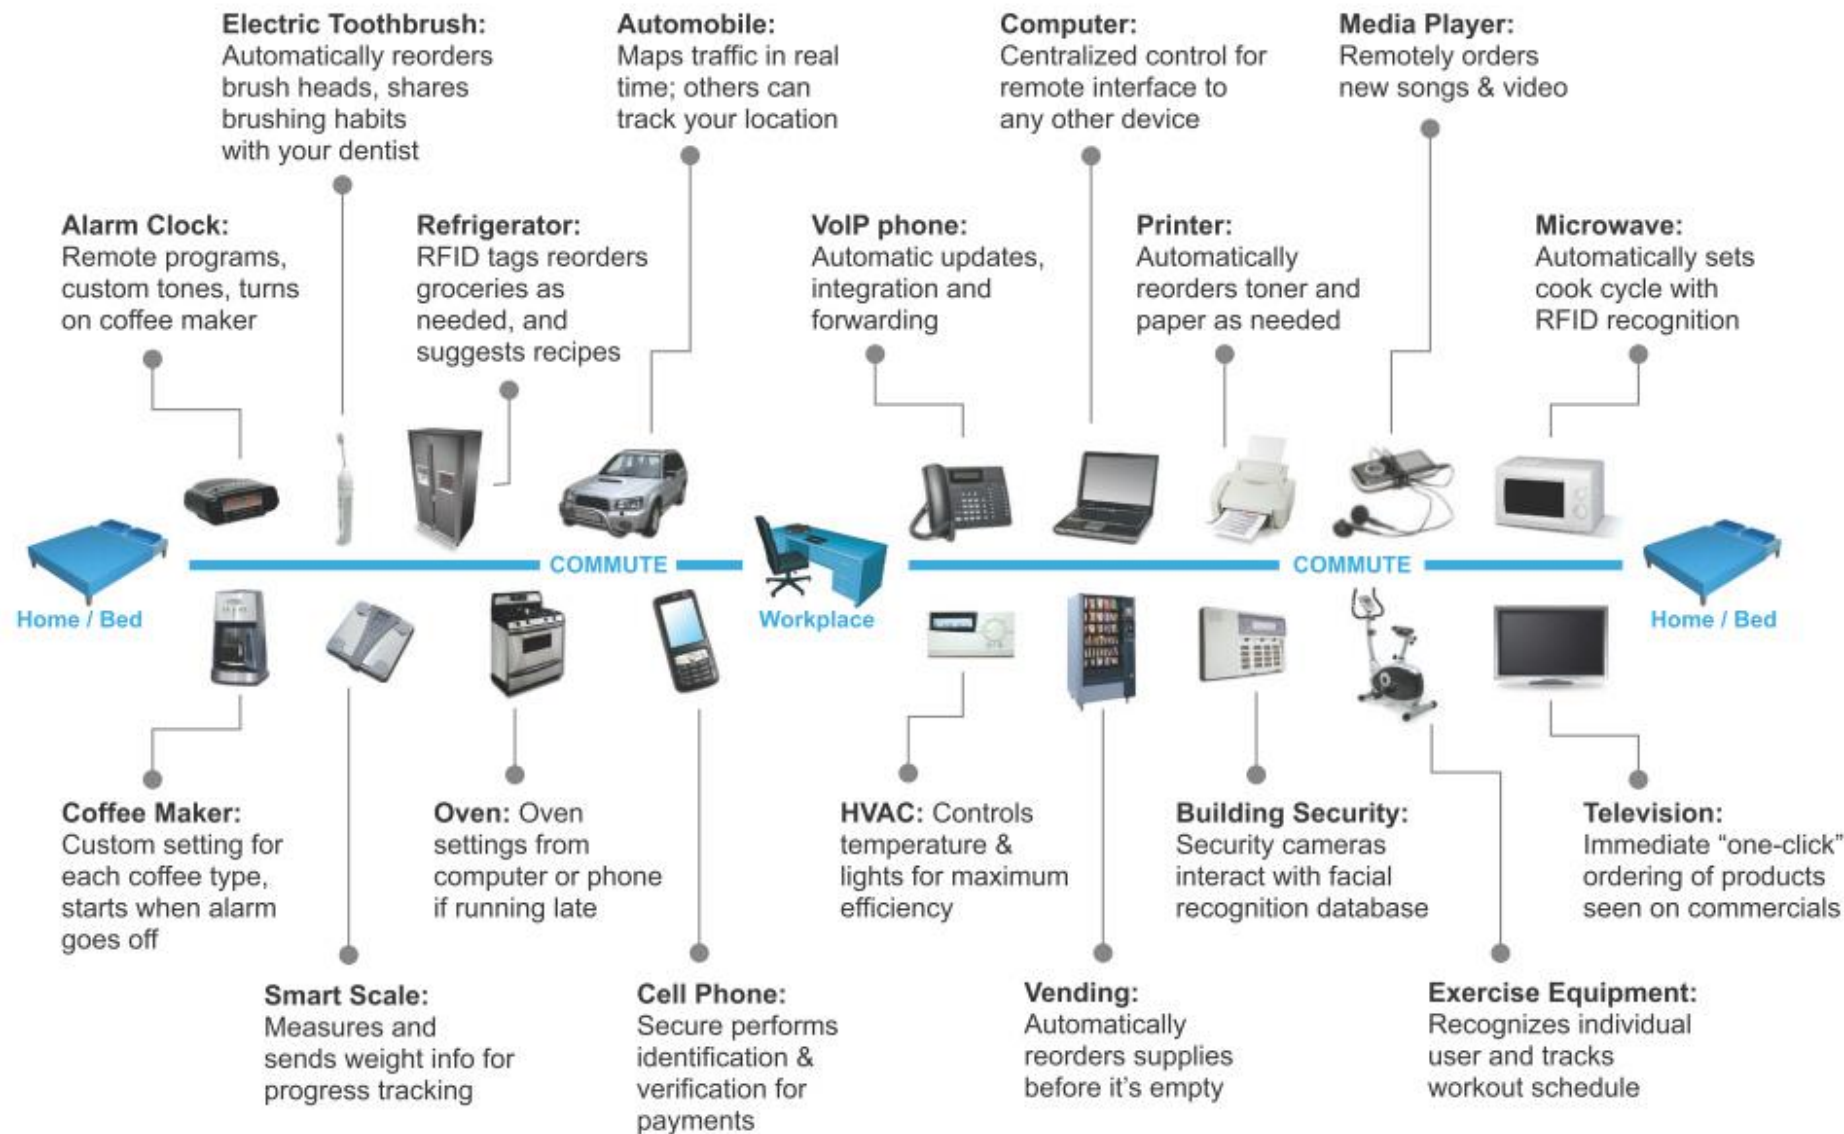 Electric Toothbrush:
Automatically reorders
brush heads, shares
brushing habits
with your dentist
Automobile:
Maps traffic in real
time; others can
track your location
Computer:
Centralized control for
remote interface to
any other device
Media Player:
Remotely orders
new songs & video
Alarm Clock:
Remote programs,
custom tones, turns
on coffee maker
Refrigerator:
RFID tags reorders
groceries as
needed, and
suggests recipes
VoIP phone:
Automatic updates,
integration and
forwarding
Printer:
Automatically
reorders toner and
paper as needed
Microwave:
Automatically sets
cook cycle with
RFID recognition
Home / Bed
COMMUTE
Workplace
COMMUTE
Home / Bed
Coffee Maker:
Custom setting for
each coffee type,
starts when alarm
goes off
Oven: Oven
settings from
computer or phone
if running late
HVAC: Controls
temperature &
lights for maximum
efficiency
Building Security:
Security cameras
interact with facial
recognition database
Television:
Immediate “one-click”
ordering of products
seen on commercials
Smart Scale:
Measures and
sends weight info for
progress tracking
Cell Phone:
Secure performs
identification &
verification for
payments
Vending:
Automatically
reorders supplies
before it’s empty
Exercise Equipment:
Recognizes individual
user and tracks
workout schedule